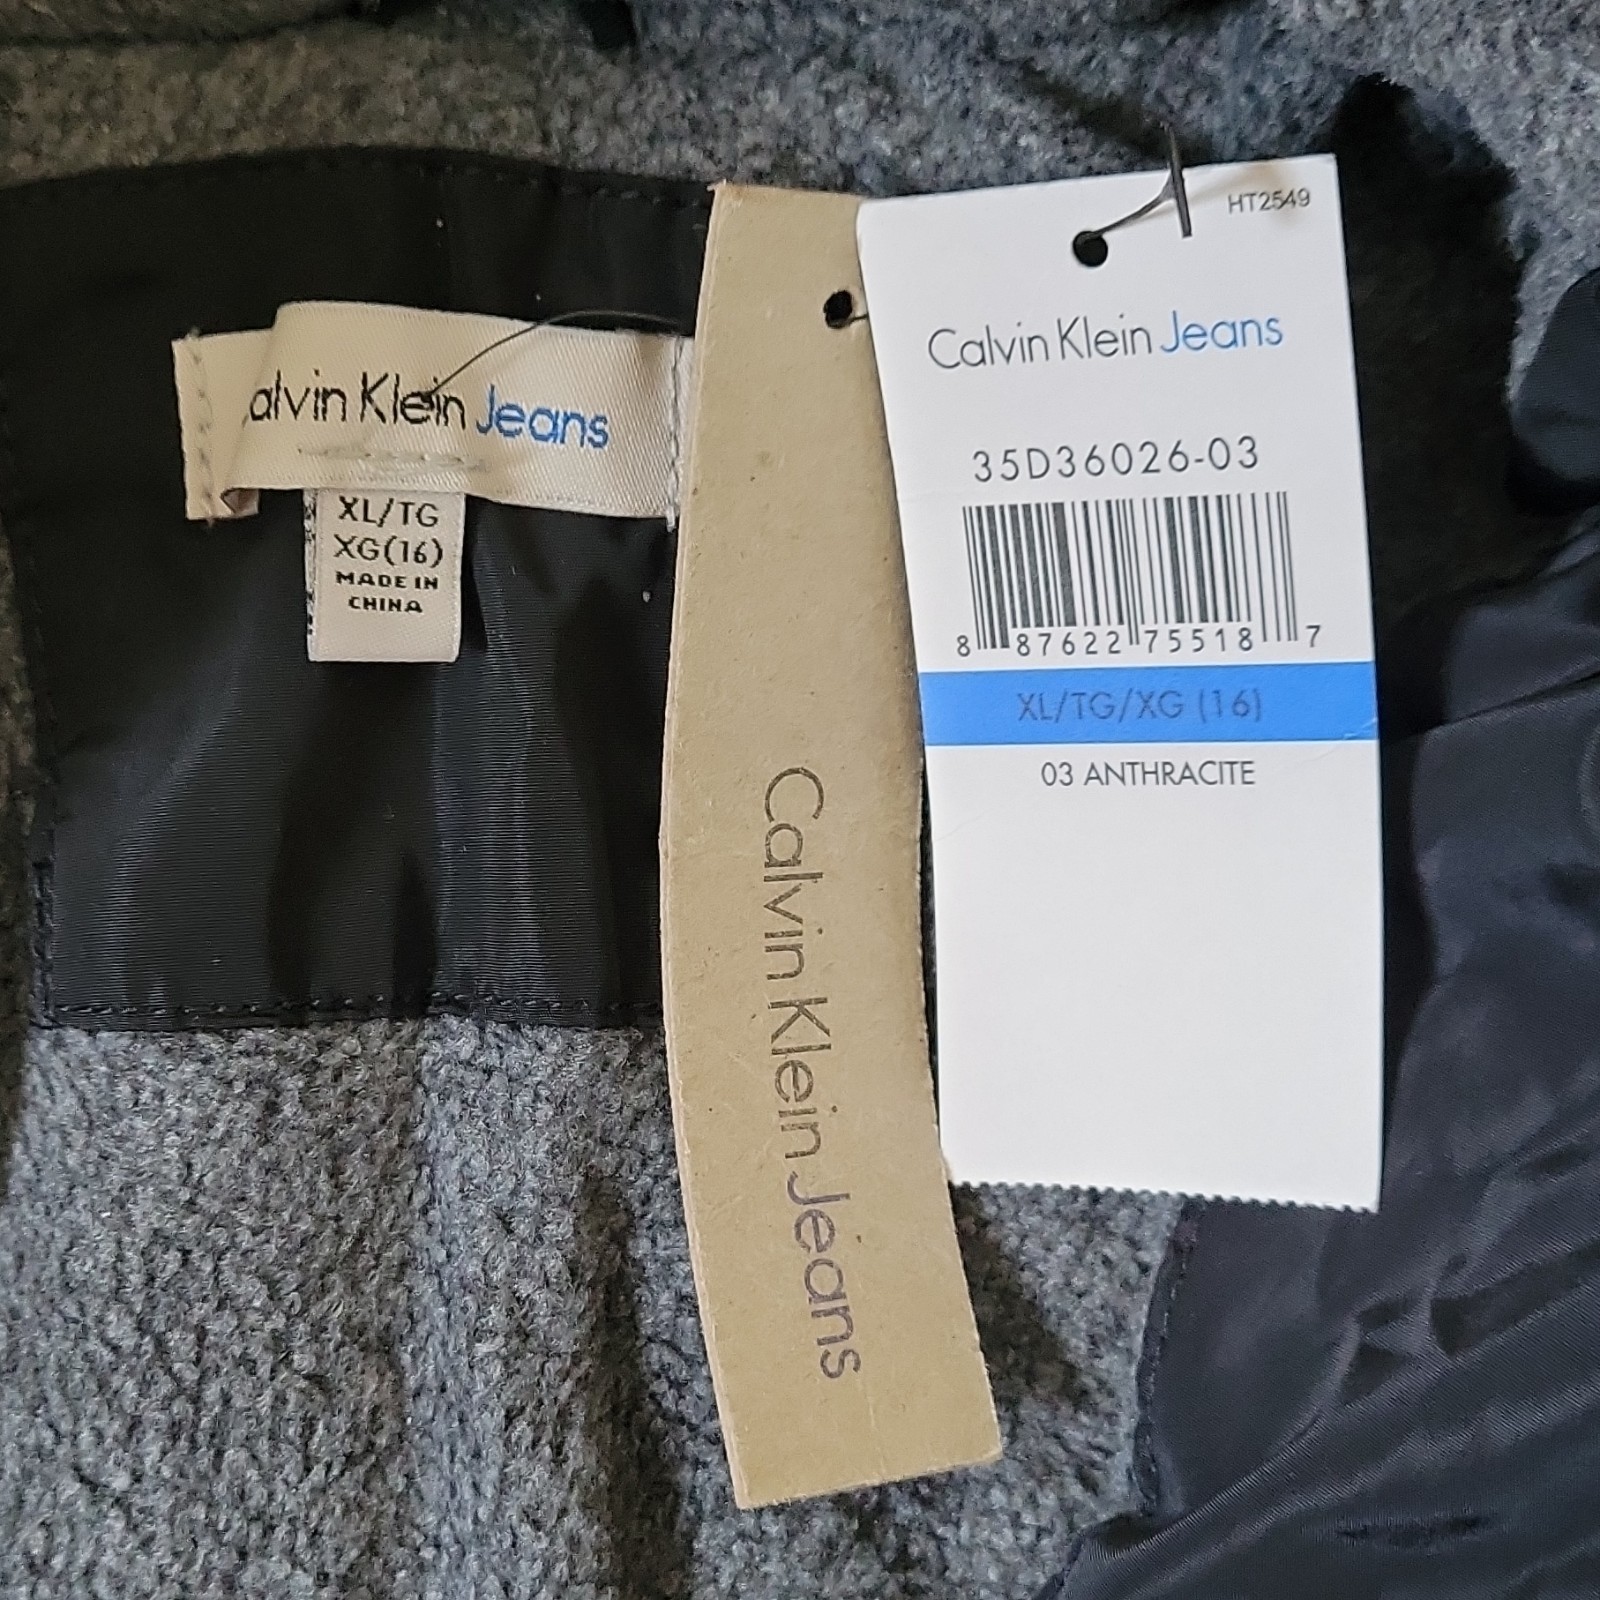 alvin Klein Jeans
XL/TG
XG(16)
MADE IN
CHINA
Calvin Klein Jeans
HT2549
Calvin Klein Jeans
35D36026-03
8 87622 75518 7
XL/TG/XG (16)
03 ANTHRACITE